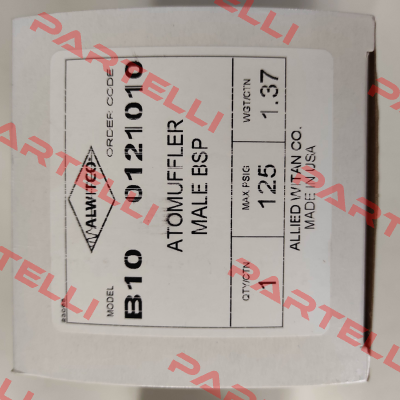 ALWITCO
ORDER CODE
MODEL
B10 0121010
ATOMUFFLER
MALE BSP
QTY/CTN
1
MAX.PSIG
125
WGT/CTN
1.37
ALLIED WITAN CO.
MADE IN USA
PARTELLI
PARTELLI
PARTELLI
PARTELLI